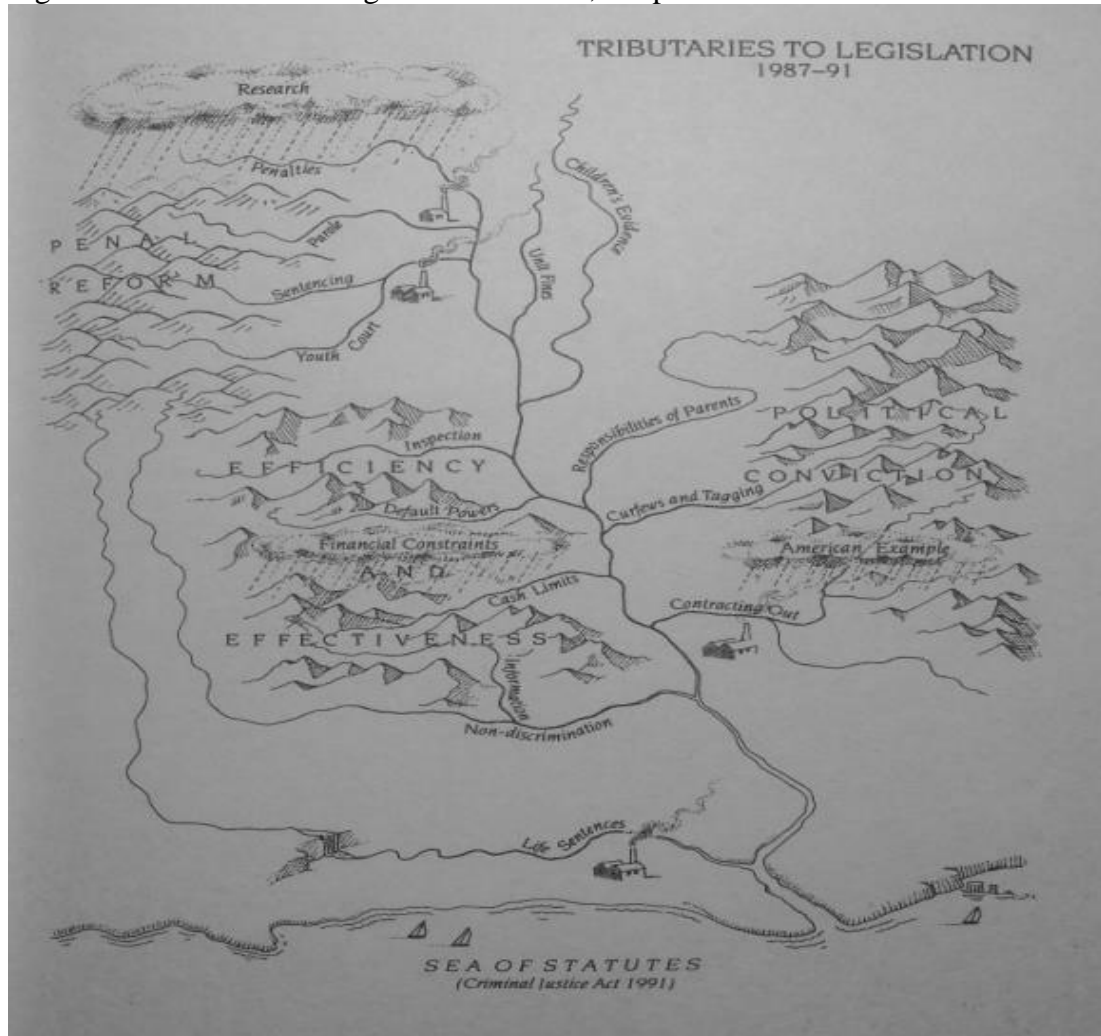 TRIBUTARIES TO LEGISLATION
1987–91
Research
Penalties
Children's Evidence
Parole
PENAL
REFORM
Unit Fines
Sentencing
Youth Court
Responsibilities of Parents
POLITICAL
CONVICTION
Inspection
EFFICIENCY
Default Powers
Curfews and Tagging
Financial Constraints
AND
American Example
Cash Limits
Contracting Out
EFFECTIVENESS
Information
Non-discrimination
Sentences
SEA OF STATUTES
(Criminal Justice Act 1991)